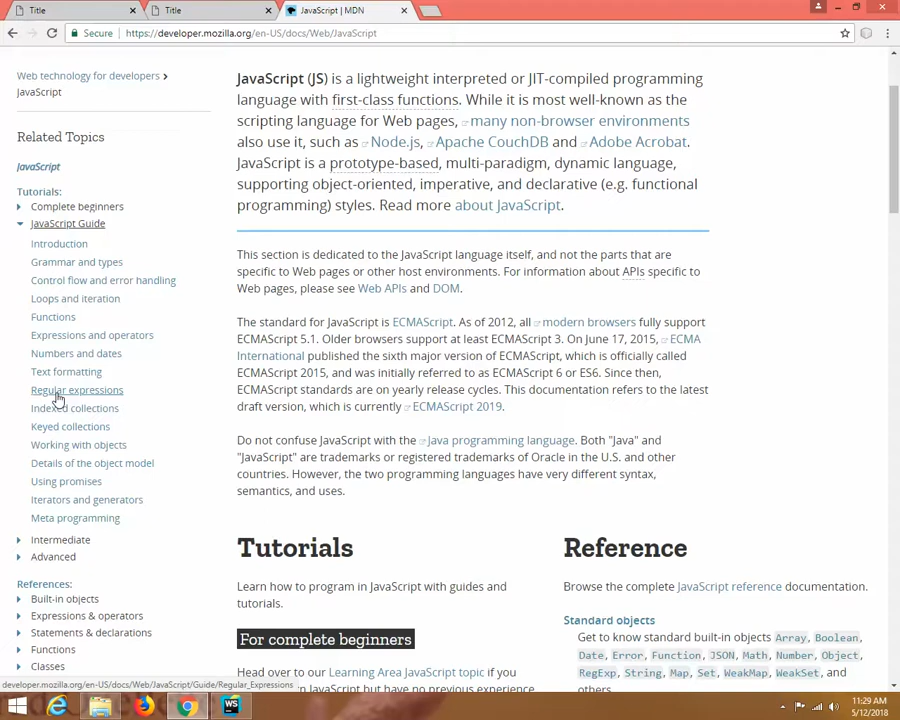 Title
Title
JavaScript | MDN
Secure
https://developer.mozilla.org/en-US/docs/Web/JavaScript
Web technology for developers
JavaScript
Related Topics
JavaScript
Tutorials:
Complete beginners
JavaScript Guide
Introduction
Grammar and types
Control flow and error handling
Loops and iteration
Functions
Expressions and operators
Numbers and dates
Text formatting
Regular expressions
Indexed collections
Keyed collections
Working with objects
Details of the object model
Using promises
Iterators and generators
Meta programming
Intermediate
Advanced
References:
Built-in objects
Expressions & operators
Statements & declarations
Functions
Classes
JavaScript (JS) is a lightweight interpreted or JIT-compiled programming
language with first-class functions. While it is most well-known as the
scripting language for Web pages, many non-browser environments
also use it, such as Node.js, Apache CouchDB and Adobe Acrobat.
JavaScript is a prototype-based, multi-paradigm, dynamic language,
supporting object-oriented, imperative, and declarative (e.g. functional
programming) styles. Read more about JavaScript.
This section is dedicated to the JavaScript language itself, and not the parts that are
specific to Web pages or other host environments. For information about APIs specific to
Web pages, please see Web APIs and DOM.
The standard for JavaScript is ECMAScript. As of 2012, all modern browsers fully support
ECMAScript 5.1. Older browsers support at least ECMAScript 3. On June 17, 2015, ECMA
International published the sixth major version of ECMAScript, which is officially called
ECMAScript 2015, and was initially referred to as ECMAScript 6 or ES6. Since then,
ECMAScript standards are on yearly release cycles. This documentation refers to the latest
draft version, which is currently ECMAScript 2019.
Do not confuse JavaScript with the Java programming language. Both "Java" and
"JavaScript" are trademarks or registered trademarks of Oracle in the U.S. and other
countries. However, the two programming languages have very different syntax,
semantics, and uses.
Tutorials
Learn how to program in JavaScript with guides and
tutorials.
For complete beginners
Head over to our Learning Area JavaScript topic if you
learn JavaScript but have no previous experience
Reference
Browse the complete JavaScript reference documentation.
Standard objects
Get to know standard built-in objects Array, Boolean,
Date, Error, Function, JSON, Math, Number, Object,
RegExp, String, Map, Set, WeakMap, WeakSet, and
others.
developer.mozilla.org/en-US/docs/Web/JavaScript/Guide/Regular_Expressions
WS
11:29 AM
5/12/2018